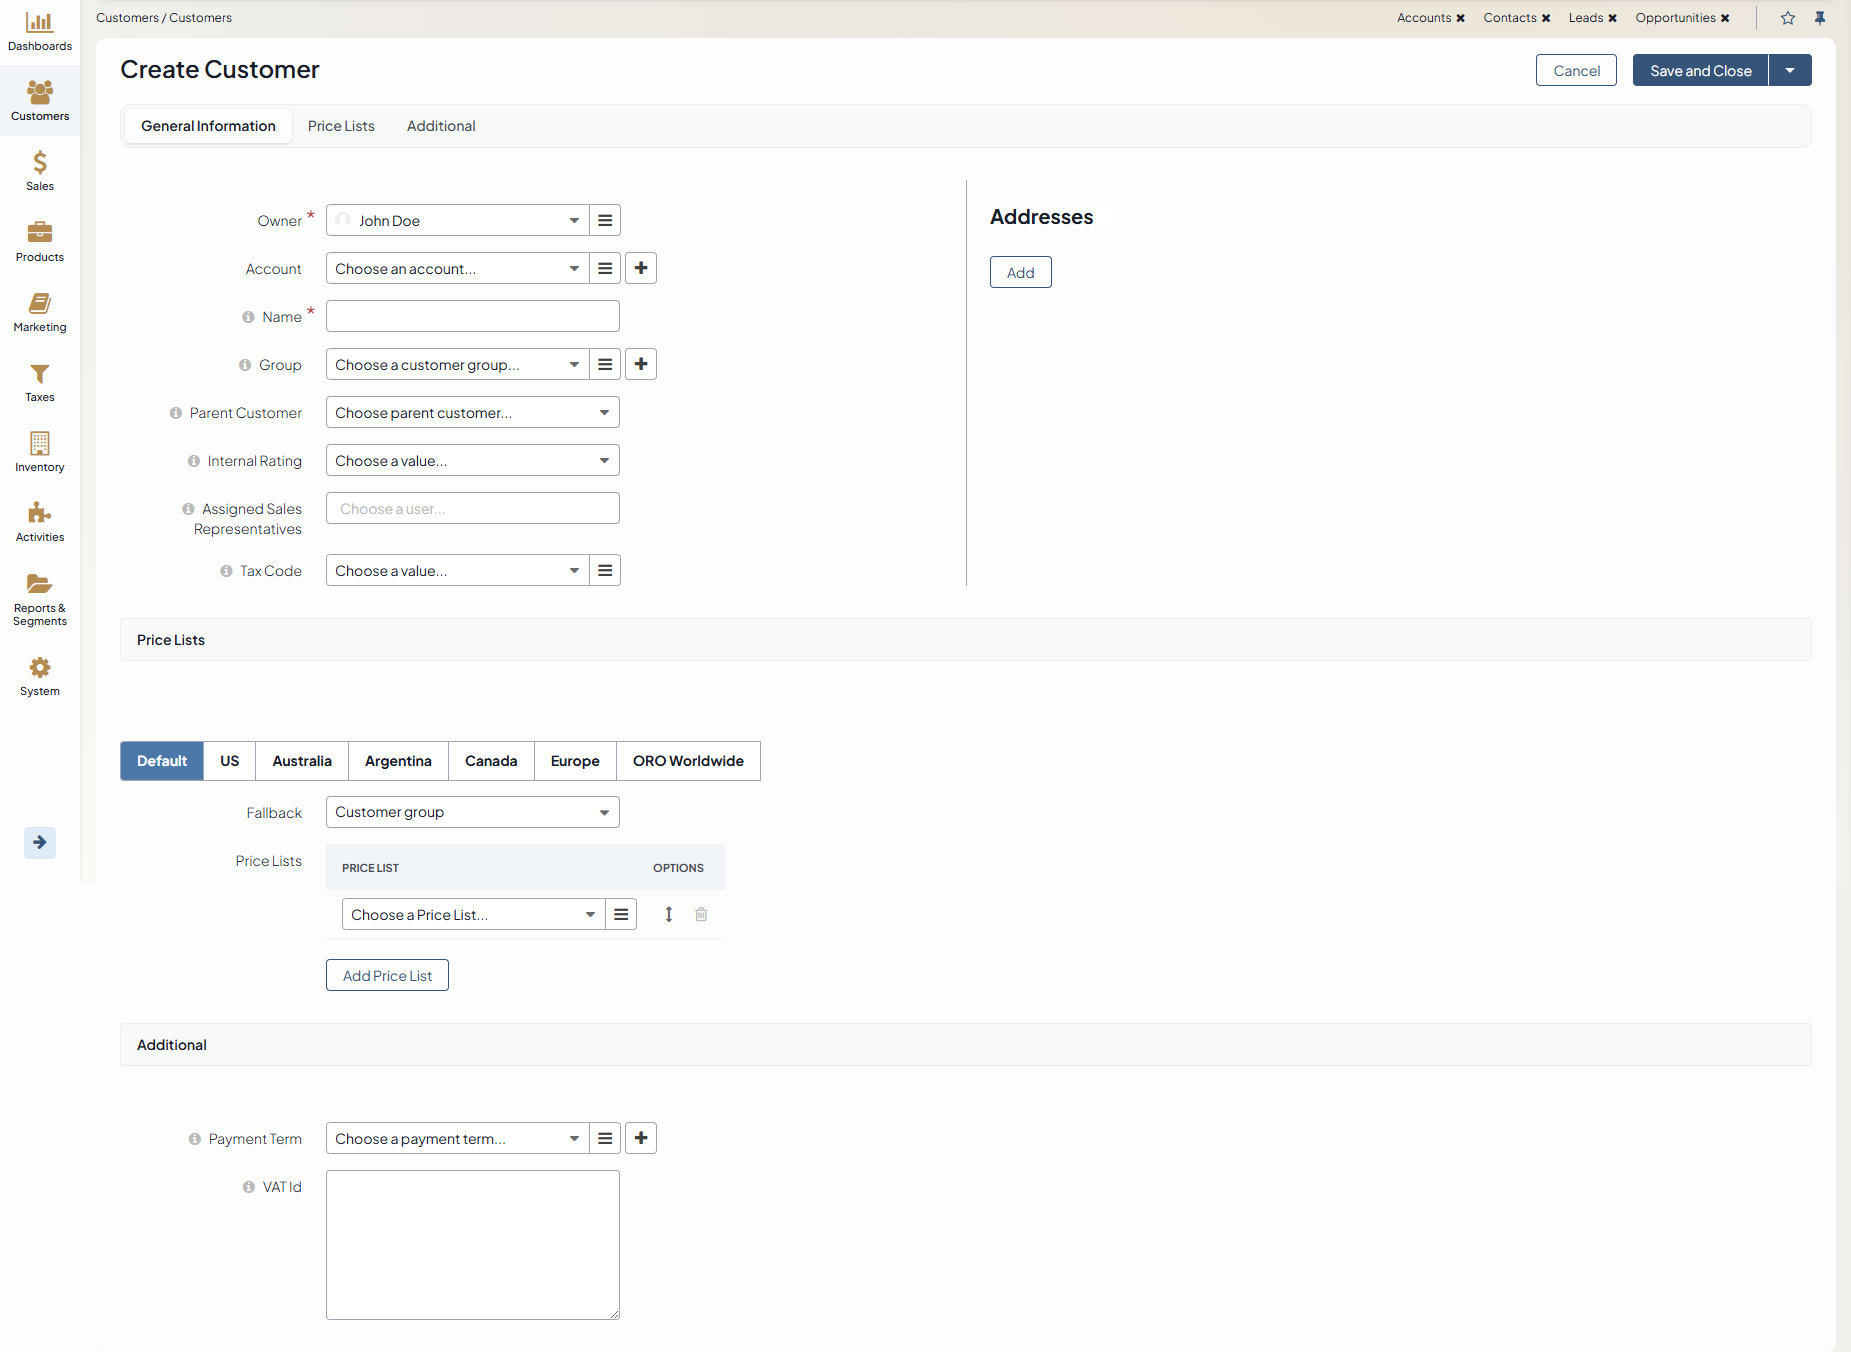 Dashboards
Customers
Sales
Products
Marketing
Taxes
Inventory
Activities
Reports &
Segments
System
Customers / Customers
Accounts
Contacts
Leads
Opportunities
Create Customer
Cancel
Save and Close
General Information
Price Lists
Additional
Owner *
John Doe
Account
Choose an account...
Name *
Group
Choose a customer group...
Parent Customer
Choose parent customer...
Internal Rating
Choose a value...
Assigned Sales
Representatives
Choose a user...
Tax Code
Choose a value...
Addresses
Add
Price Lists
Default
US
Australia
Argentina
Canada
Europe
ORO Worldwide
Fallback
Customer group
Price Lists
PRICE LIST
OPTIONS
Choose a Price List...
Add Price List
Additional
Payment Term
Choose a payment term...
VAT Id